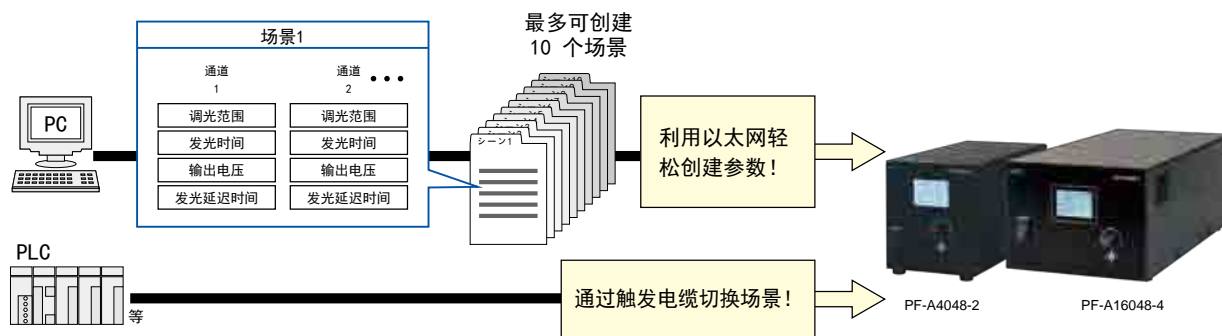 最多可创建
10 个场景
场景1
通道
1
通道
2
•••
调光范围
调光范围
发光时间
发光时间
输出电压
输出电压
发光延迟时间
发光延迟时间
PC
シーン1
利用以太网轻
松创建参数！
PLC
等
通过触发电缆切换场景！
PF-A4048-2
PF-A16048-4